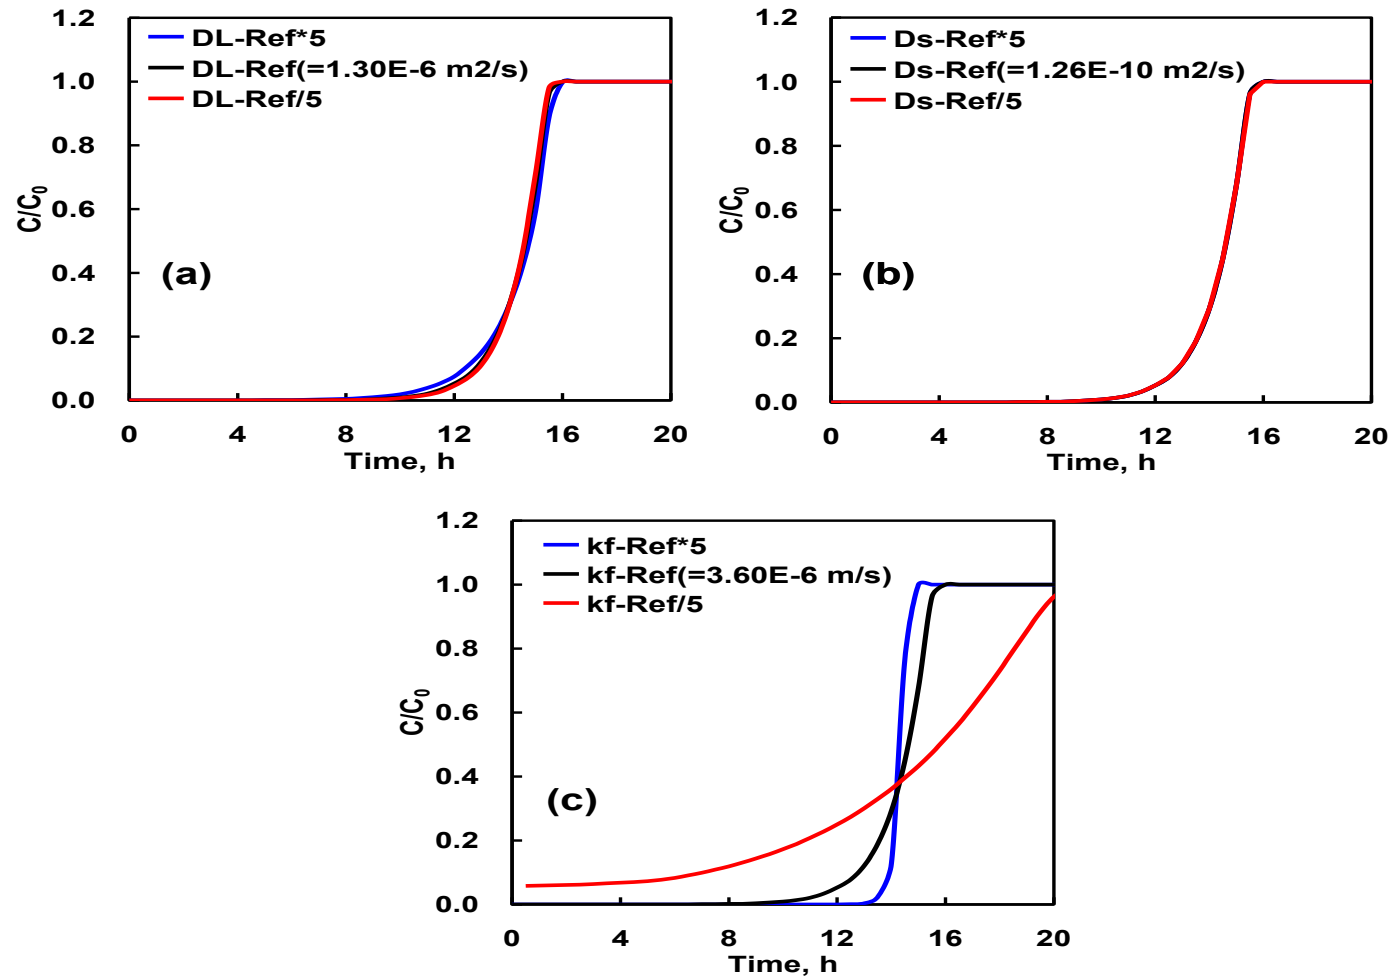 1.2
1.0
0.8
0.6
0.4
0.2
0.0
C/C₀
DL-Ref*5
DL-Ref(=1.30E-6 m2/s)
DL-Ref/5
(a)
0 4 8 12 16 20
Time, h
1.2
1.0
0.8
0.6
0.4
0.2
0.0
C/C₀
Ds-Ref*5
Ds-Ref(=1.26E-10 m2/s)
Ds-Ref/5
(b)
0 4 8 12 16 20
Time, h
1.2
1.0
0.8
0.6
0.4
0.2
0.0
C/C₀
kf-Ref*5
kf-Ref(=3.60E-6 m/s)
kf-Ref/5
(c)
0 4 8 12 16 20
Time, h